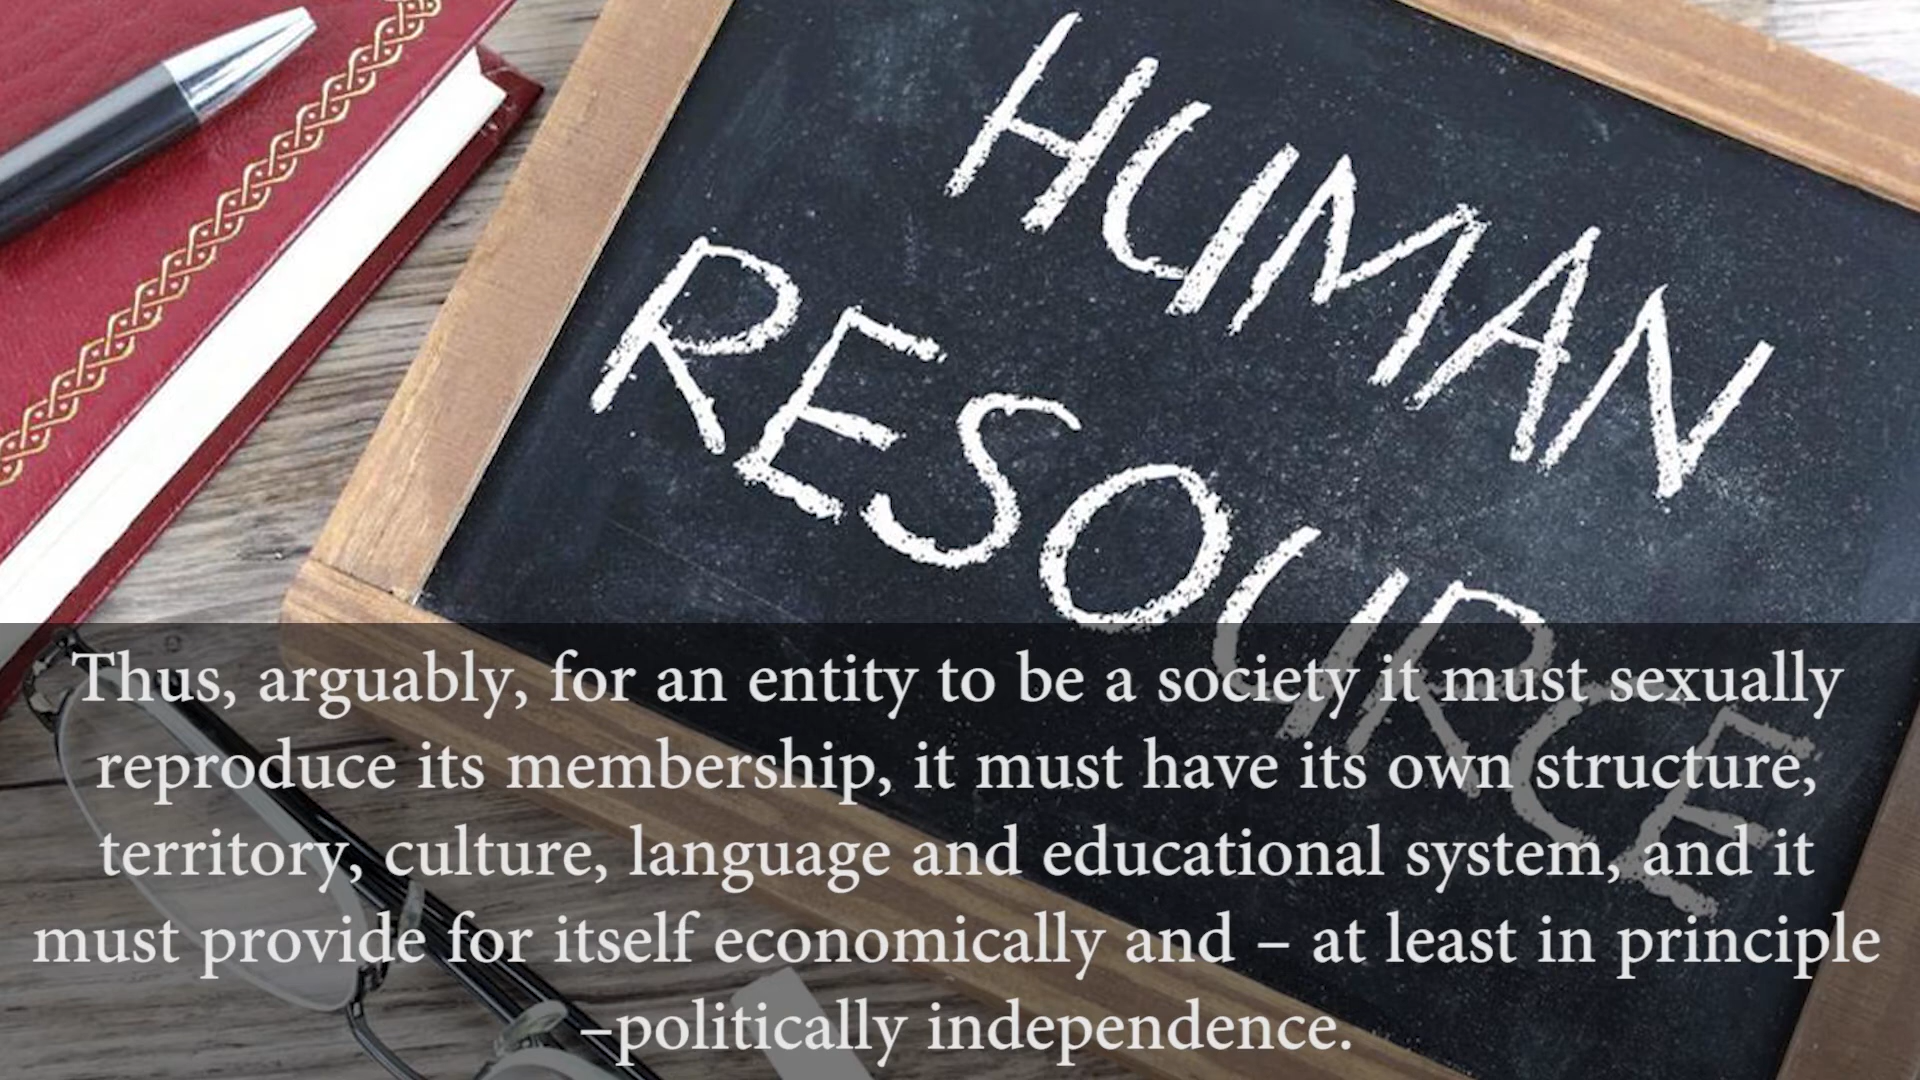 HUMAN
RESOURCE
Thus, arguably, for an entity to be a society it must sexually
reproduce its membership, it must have its own structure,
territory, culture, language and educational system, and it
must provide for itself economically and – at least in principle
–politically independence.